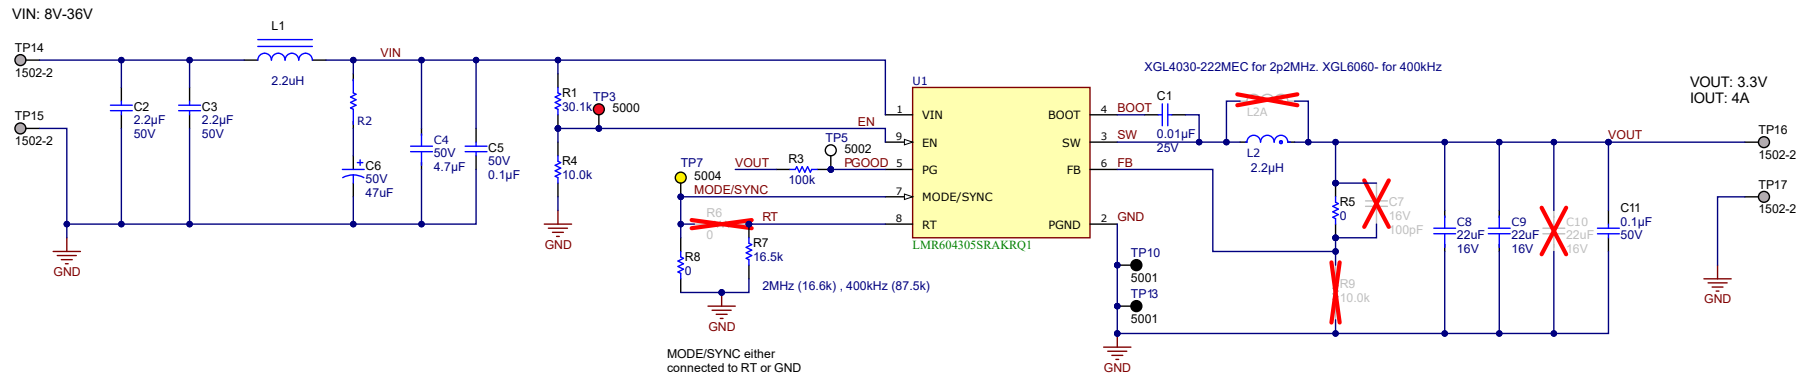 VIN: 8V-36V
TP14
1502-2
TP15
1502-2
C2
2.2µF
50V
C3
2.2µF
50V
L1
2.2uH
VIN
R2
C6
50V
47uF
+
C4
50V
4.7µF
C5
50V
0.1µF
GND
R1
30.1k
TP3
5000
EN
R4
10.0k
GND
TP5
5002
VOUT
R3
100k
PGOOD
TP7
5004
MODE/SYNC
R6
0
RT
R8
0
R7
16.5k
2MHz (16.6k) , 400kHz (87.5k)
GND
MODE/SYNC either
connected to RT or GND
U1
1
VIN
9
EN
5
PG
7
MODE/SYNC
8
RT
BOOT
4
SW
3
FB
6
PGND
2
LMR604305SRAKRQ1
BOOT
SW
FB
GND
C1
0.01µF
25V
XGL4030-222MEC for 2p2MHz. XGL6060- for 400kHz
L2A
L2
2.2µH
TP10
5001
TP13
5001
GND
R5
0
C7
16V
100pF
R9
10.0k
C8
22uF
16V
C9
22uF
16V
C10
22uF
16V
C11
0.1µF
50V
VOUT
VOUT: 3.3V
IOUT: 4A
TP16
1502-2
TP17
1502-2
GND